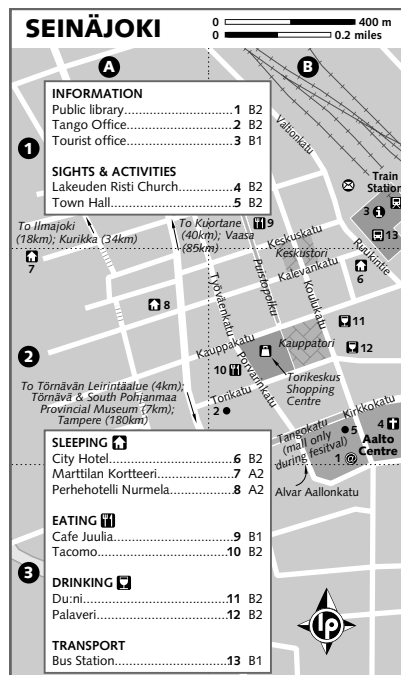 SEINÄJOKI
0 400 m
0 0.2 miles
A
B
INFORMATION
Public library 1 B2
Tango Office 2 B2
Tourist office 3 B1
SIGHTS & ACTIVITIES
Lakeuden Risti Church 4 B2
Town Hall 5 B2
1
Valtionkatu
Train
Station
3
13
Ruukintie
To Ilmajoki
(18km); Kurikka (34km)
7
To Kuortane
(40km); Vaasa
(85km)
9
Keskuskatu
Keskustori
Kalevankatu
6
8
Työväenkatu
Puistopolku
Koulukatu
11
12
2
Kauppakatu
Kauppatori
10
Porvarinkatu
Torikeskus
Shopping
Centre
Torikatu
2
To Törnävän Leirintäalue (4km);
Törnävä & South Pohjanmaa
Provincial Museum (7km);
Tampere (180km)
Kirkkokatu
Tangokatu
(mall only
during fesitval)
5
4
Aalto
Centre
1 @
Alvar Aallonkatu
SLEEPING
City Hotel 6 B2
Marttilan Kortteeri 7 A2
Perhehotelli Nurmela 8 A2
EATING
Cafe Juulia 9 B1
Tacomo 10 B2
3
DRINKING
Du:ni 11 B2
Palaveri 12 B2
TRANSPORT
Bus Station 13 B1
lp